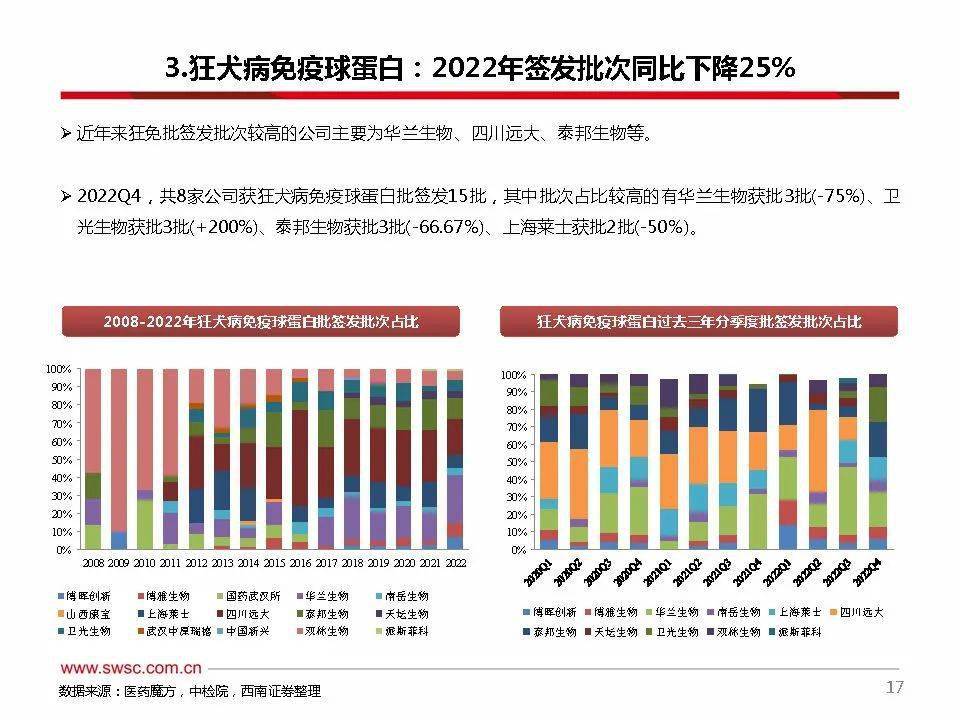 3.狂犬病免疫球蛋白：2022年签发批次同比下降25%
➢ 近年来狂免批签发批次较高的公司主要为华兰生物、四川远大、泰邦生物等。
➢ 2022Q4，共8家公司获狂犬病免疫球蛋白批签发15批，其中批次占比较高的有华兰生物获批3批(-75%)、卫
光生物获批3批(+200%)、泰邦生物获批3批(-66.67%)、上海莱士获批2批(-50%)。
2008-2022年狂犬病免疫球蛋白批签发批次占比
100%
90%
80%
70%
60%
50%
40%
30%
20%
10%
0%
2008 2009 2010 2011 2012 2013 2014 2015 2016 2017 2018 2019 2020 2021 2022
博晖创新 博雅生物 国药武汉所 华兰生物 南岳生物
山西康宝 上海莱士 四川远大 泰邦生物 天坛生物
卫光生物 武汉中原瑞德 中国新兴 双林生物 派斯菲科
狂犬病免疫球蛋白过去三年分季度批签发批次占比
100%
90%
80%
70%
60%
50%
40%
30%
20%
10%
0%
2020Q1 2020Q2 2020Q3 2020Q4 2021Q1 2021Q2 2021Q3 2021Q4 2022Q1 2022Q2 2022Q3 2022Q4
博晖创新 博雅生物 华兰生物 南岳生物 上海莱士 四川远大
泰邦生物 天坛生物 卫光生物 双林生物 派斯菲科
www.swsc.com.cn
数据来源：医药魔方，中检院，西南证券整理
17